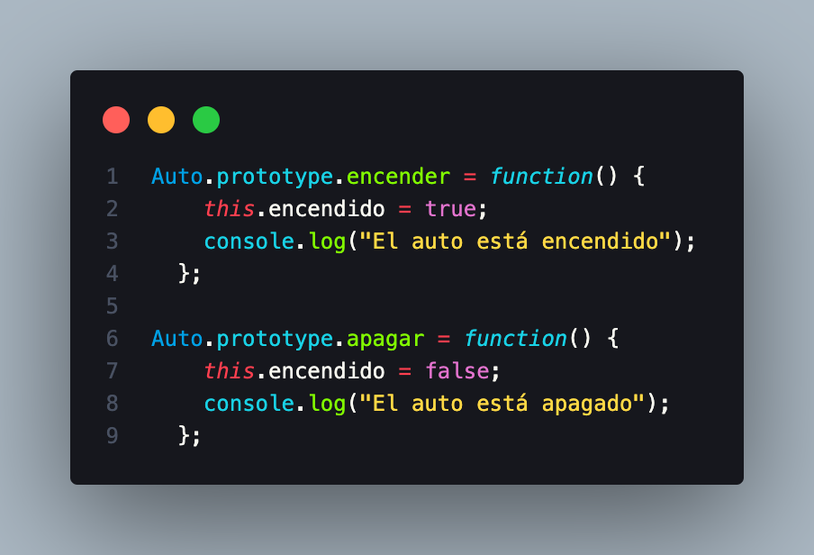 1 Auto.prototype.encender = function() {
2 this.encendido = true;
3 console.log("El auto está encendido");
4 };
5
6 Auto.prototype.apagar = function() {
7 this.encendido = false;
8 console.log("El auto está apagado");
9 };